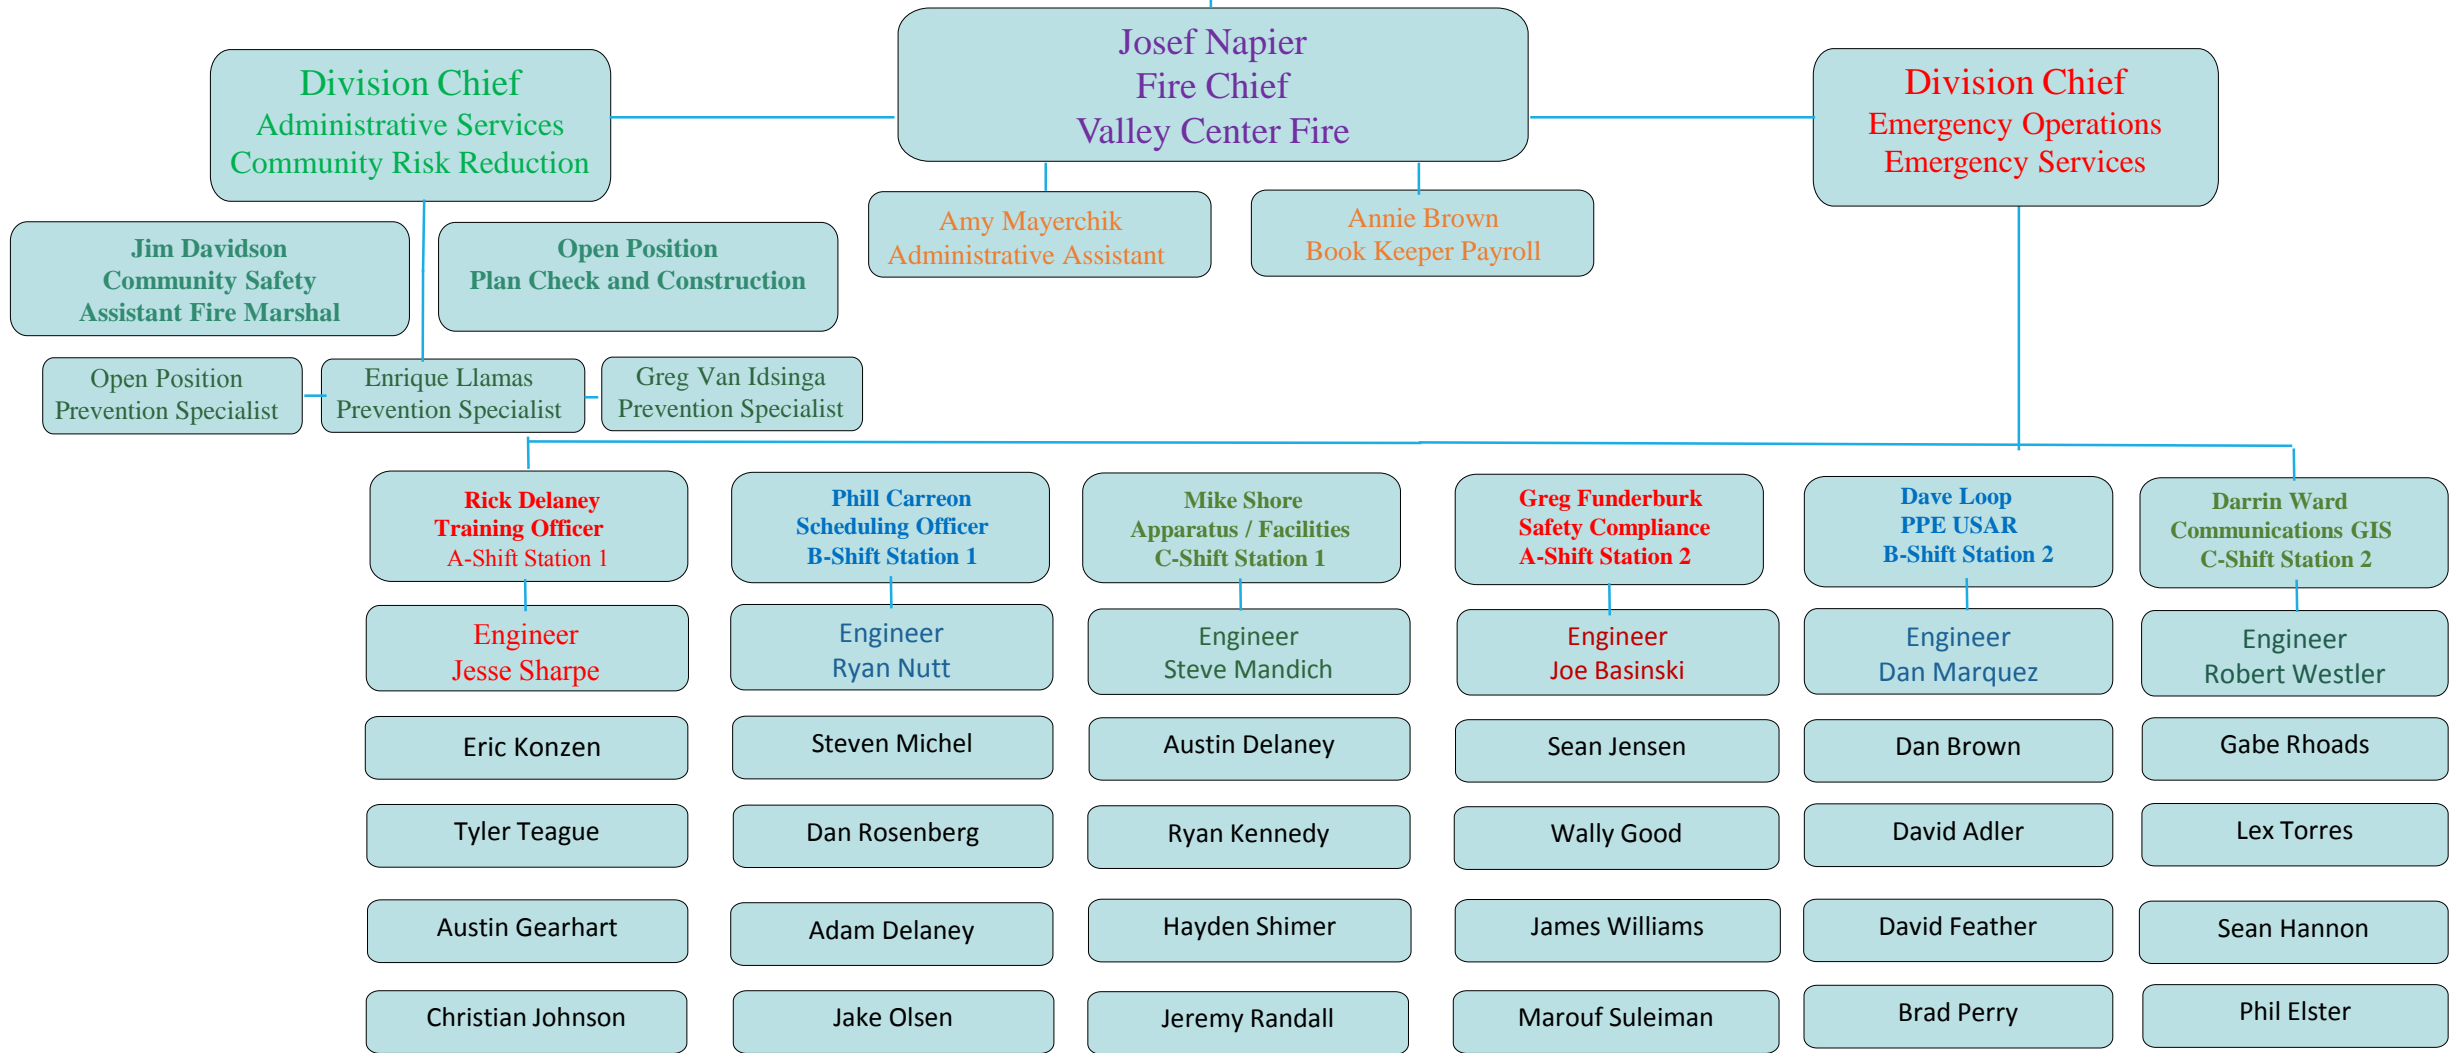 Josef Napier
Fire Chief
Valley Center Fire
Division Chief
Administrative Services
Community Risk Reduction
Division Chief
Emergency Operations
Emergency Services
Amy Mayerchik
Administrative Assistant
Annie Brown
Book Keeper Payroll
Jim Davidson
Community Safety
Assistant Fire Marshal
Open Position
Plan Check and Construction
Open Position
Prevention Specialist
Enrique Llamas
Prevention Specialist
Greg Van Idsinga
Prevention Specialist
Rick Delaney
Training Officer
A-Shift Station 1
Phill Carreon
Scheduling Officer
B-Shift Station 1
Mike Shore
Apparatus / Facilities
C-Shift Station 1
Greg Funderburk
Safety Compliance
A-Shift Station 2
Dave Loop
PPE USAR
B-Shift Station 2
Darrin Ward
Communications GIS
C-Shift Station 2
Engineer
Jesse Sharpe
Engineer
Ryan Nutt
Engineer
Steve Mandich
Engineer
Joe Basinski
Engineer
Dan Marquez
Engineer
Robert Westler
Eric Konzen
Steven Michel
Austin Delaney
Sean Jensen
Dan Brown
Gabe Rhoads
Tyler Teague
Dan Rosenberg
Ryan Kennedy
Wally Good
David Adler
Lex Torres
Austin Gearhart
Adam Delaney
Hayden Shimer
James Williams
David Feather
Sean Hannon
Christian Johnson
Jake Olsen
Jeremy Randall
Marouf Suleiman
Brad Perry
Phil Elster